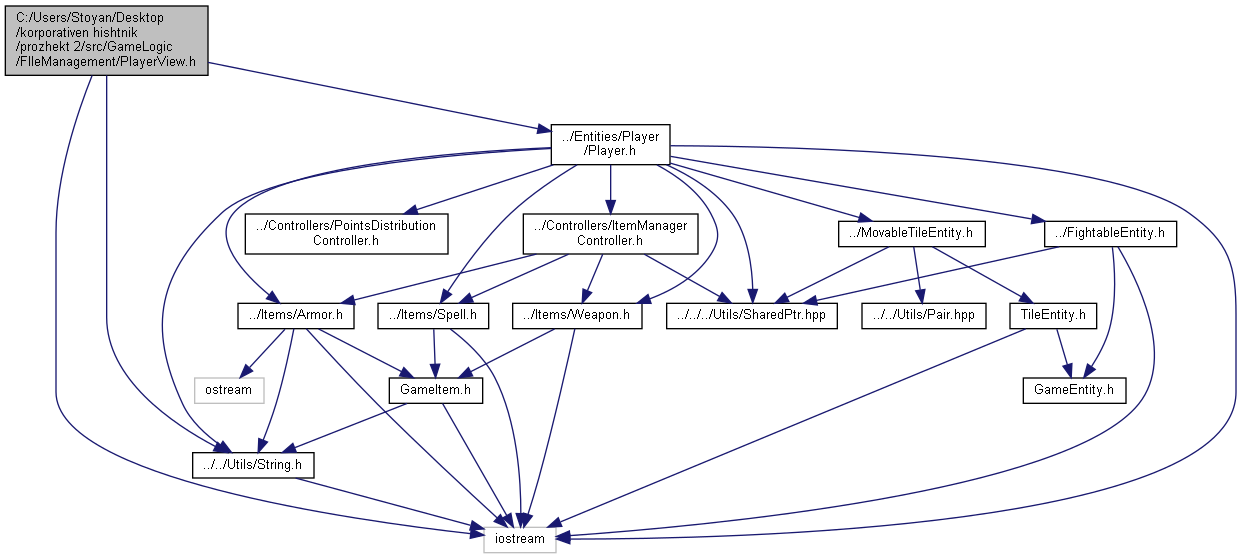 C:/Users/Stoyan/Desktop
/korporativen hishtnik
/prozhekt 2/src/GameLogic
/FIleManagement/PlayerView.h
../Entities/Player
/Player.h
../Controllers/PointsDistribution
Controller.h
../Controllers/ItemManager
Controller.h
../MovableTileEntity.h
../FightableEntity.h
../Items/Armor.h
../Items/Spell.h
../Items/Weapon.h
../../../Utils/SharedPtr.hpp
../../Utils/Pair.hpp
TileEntity.h
ostream
GameItem.h
GameEntity.h
../../Utils/String.h
iostream